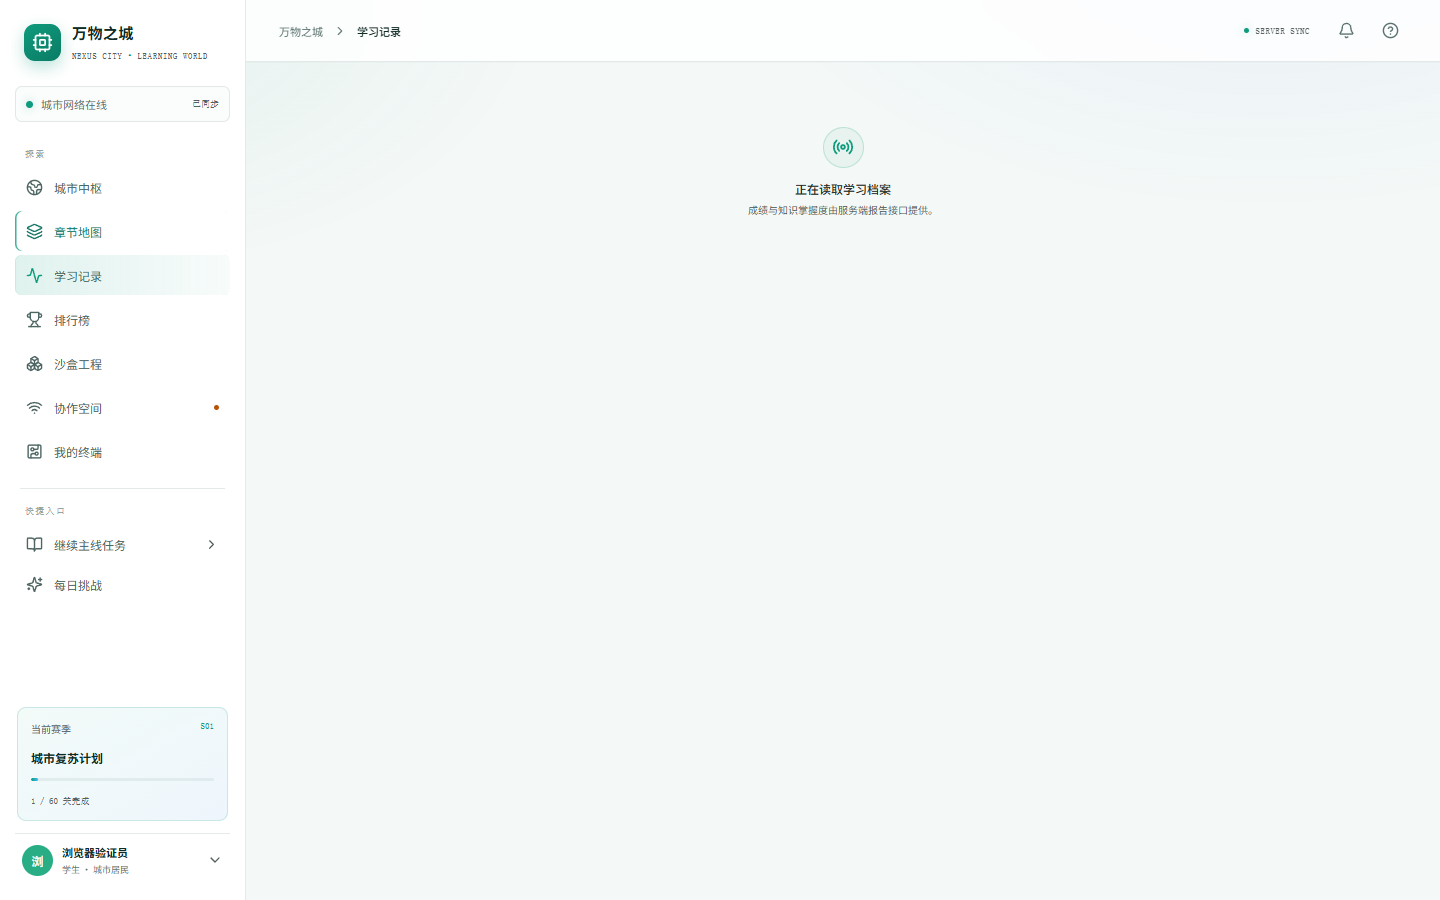 万物之城
NEXUS CITY • LEARNING WORLD
城市网络在线
已同步
探索
城市中枢
章节地图
学习记录
排行榜
沙盒工程
协作空间
我的终端
快捷入口
继续主线任务
每日挑战
当前赛季
S01
城市复苏计划
1 / 60 关完成
浏
浏览器验证员
学生 · 城市居民
万物之城
学习记录
SERVER SYNC
正在读取学习档案
成绩与知识掌握度由服务端报告接口提供。